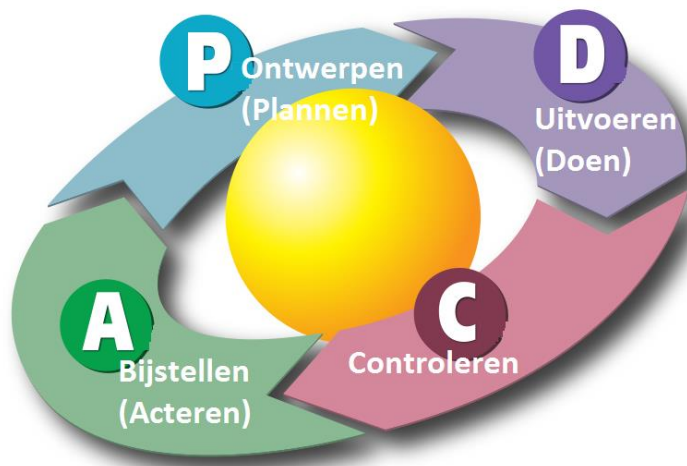 P
Ontwerpen
(Plannen)
D
Uitvoeren
(Doen)
C
Controleren
A
Bijstellen
(Acteren)